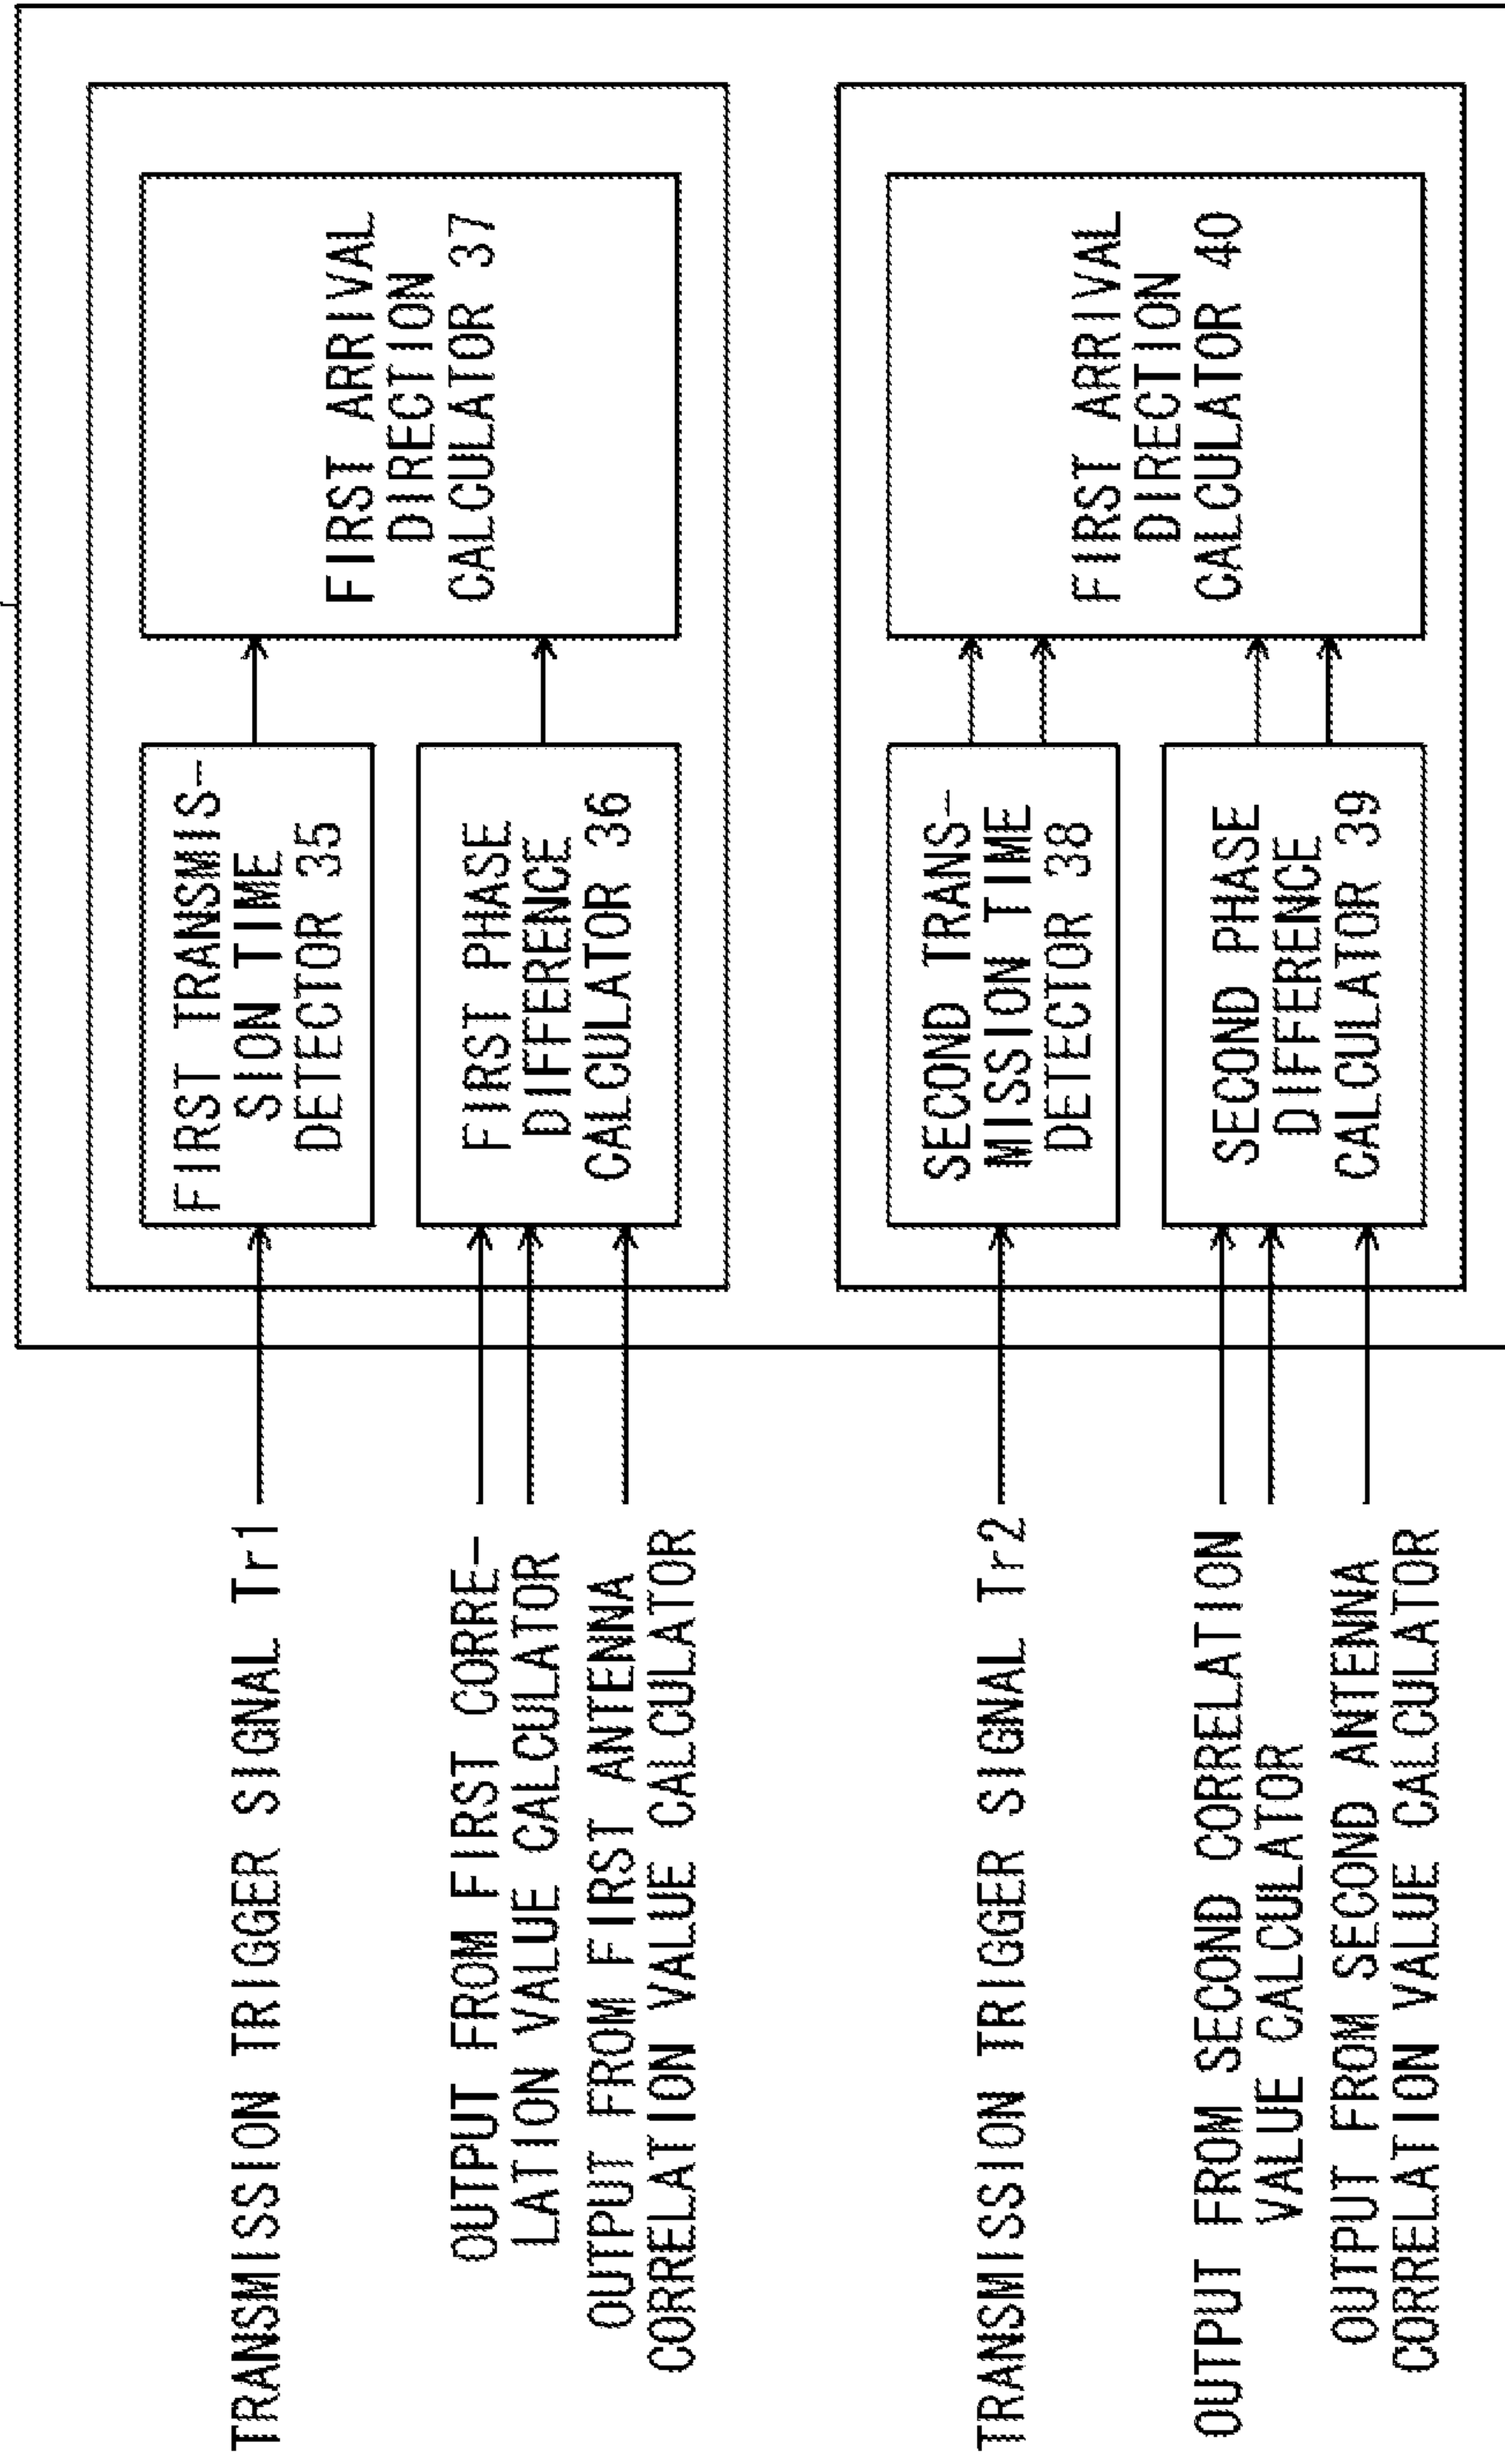 TRANSMISSION TRIGGER SIGNAL Tr1
OUTPUT FROM FIRST CORRE-
LATION VALUE CALCULATOR
OUTPUT FROM FIRST ANTENNA
CORRELATION VALUE CALCULATOR
FIRST TRANSMIS-
SION TIME
DETECTOR 35
FIRST PHASE
DIFFERENCE
CALCULATOR 36
FIRST ARRIVAL
DIRECTION
CALCULATOR 37
TRANSMISSION TRIGGER SIGNAL Tr2
OUTPUT FROM SECOND CORRELATION
VALUE CALCULATOR
OUTPUT FROM SECOND ANTENNA
CORRELATION VALUE CALCULATOR
SECOND TRANS-
MISSION TIME
DETECTOR 38
SECOND PHASE
DIFFERENCE
CALCULATOR 39
FIRST ARRIVAL
DIRECTION
CALCULATOR 40